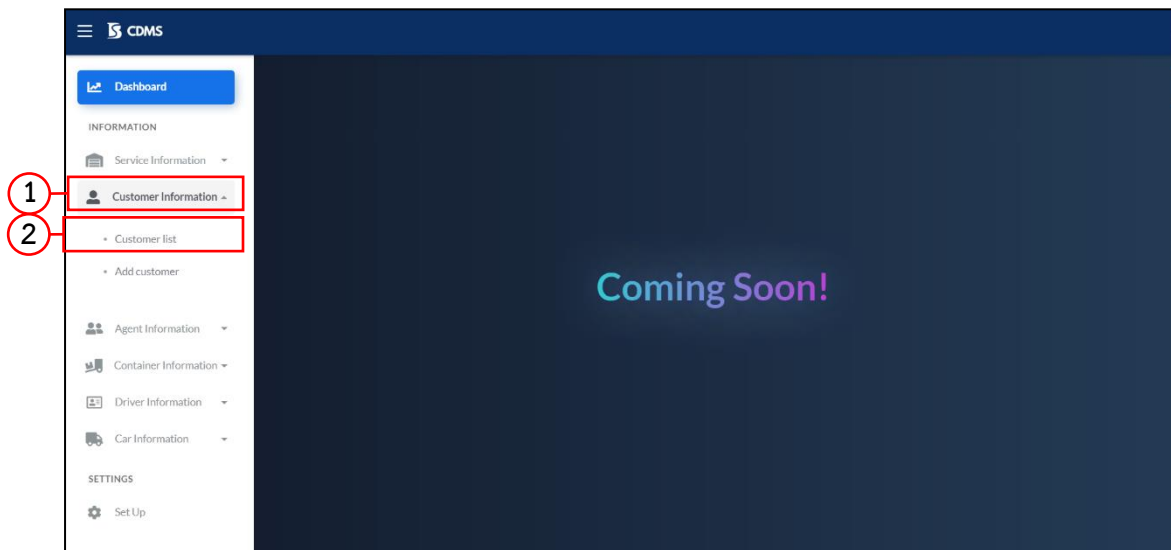 CDMS
Dashboard
INFORMATION
Service Information
1
Customer Information
2
Customer list
Add customer
Coming Soon!
Agent Information
Container Information
Driver Information
Car Information
SETTINGS
Set Up